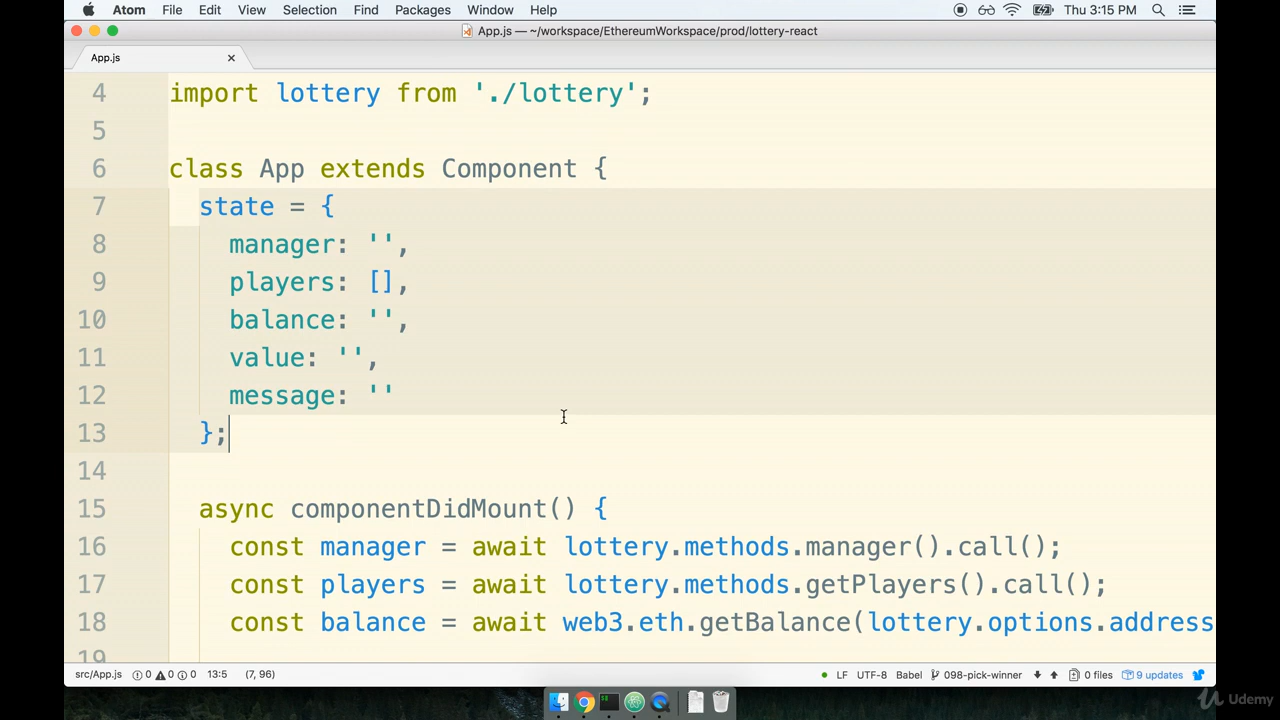 Atom File Edit View Selection Find Packages Window Help Thu 3:15 PM
App.js — ~/workspace/EthereumWorkspace/prod/lottery-react
App.js
4 import lottery from './lottery';
5
6 class App extends Component {
7 state = {
8 manager: '',
9 players: [],
10 balance: '',
11 value: '',
12 message: ''
13 };
14
15 async componentDidMount() {
16 const manager = await lottery.methods.manager().call();
17 const players = await lottery.methods.getPlayers().call();
18 const balance = await web3.eth.getBalance(lottery.options.address
19
src/App.js 0 0 0 13:5 (7, 96) LF UTF-8 Babel 098-pick-winner 0 files 9 updates
Udemy